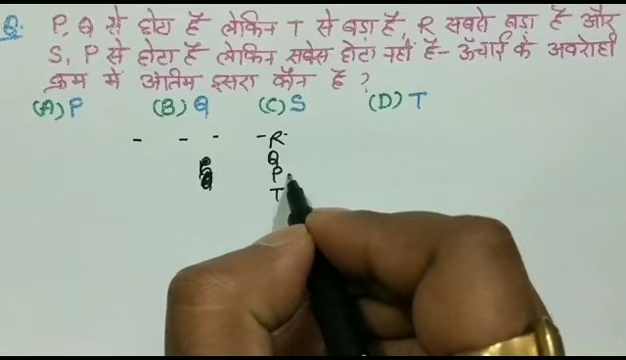 Q. P, Q से छोटा है लेकिन T से बड़ा है, R सबसे बड़ा है और
S, P से छोटा है लेकिन सबसे छोटा नहीं है - ऊँचाई के अवरोही
क्रम में अंतिम दूसरा कौन है ?
(A) P (B) Q (C) S (D) T
- - - - R -
Q
P
T